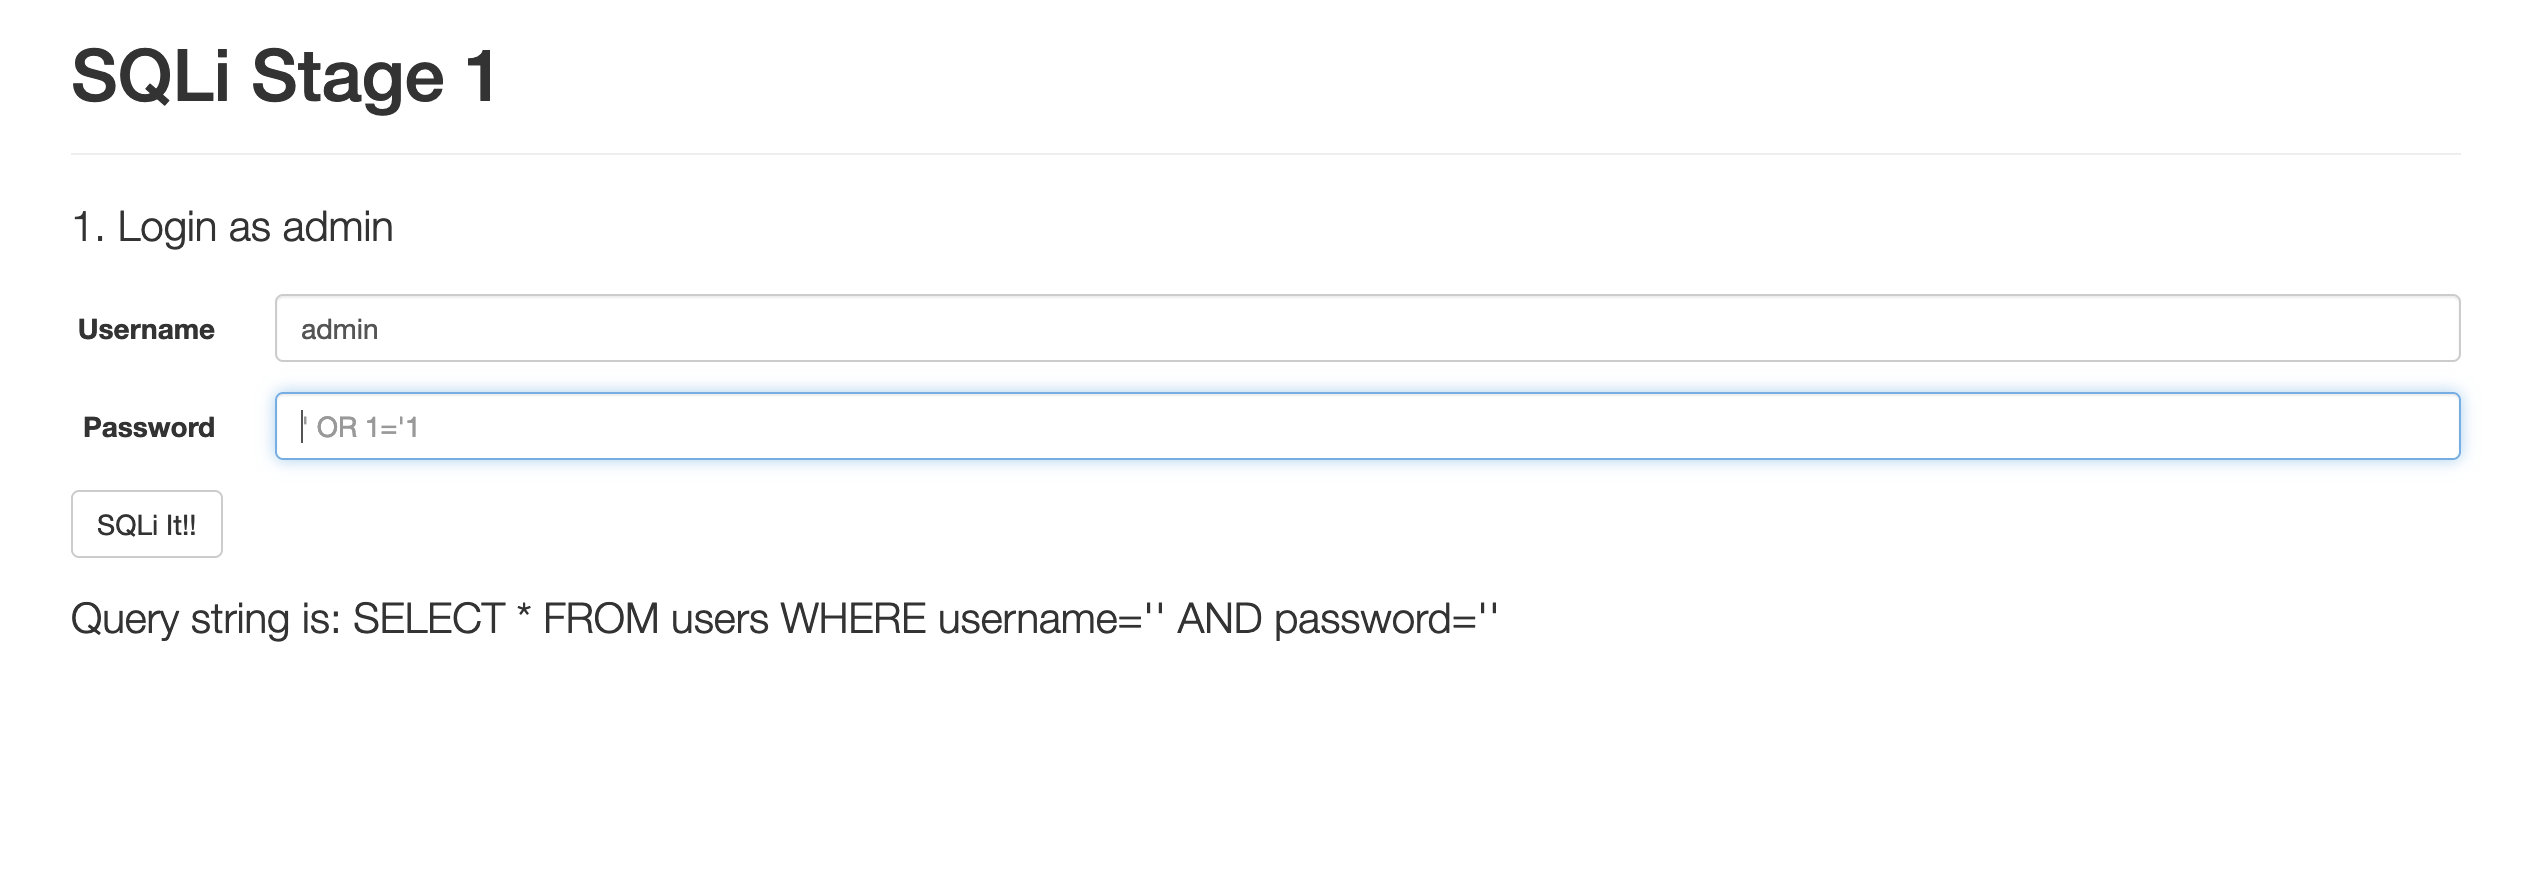 SQLi Stage 1
1. Login as admin
Username admin
Password ' OR 1='1
SQLi It!!
Query string is: SELECT * FROM users WHERE username='' AND password=''